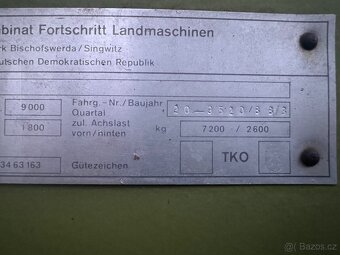 binat Fortschritt Landmaschinen
rk Bischofswerda/Singwitz
eutschen Demokratischen Republik
9000 Fahrg.-Nr./Baujahr
Quartal
1800 zul. Achslast kg 7200 / 2600
vorn/hinten
34 63 163 Gütezeichen TKO
Bazos.cz